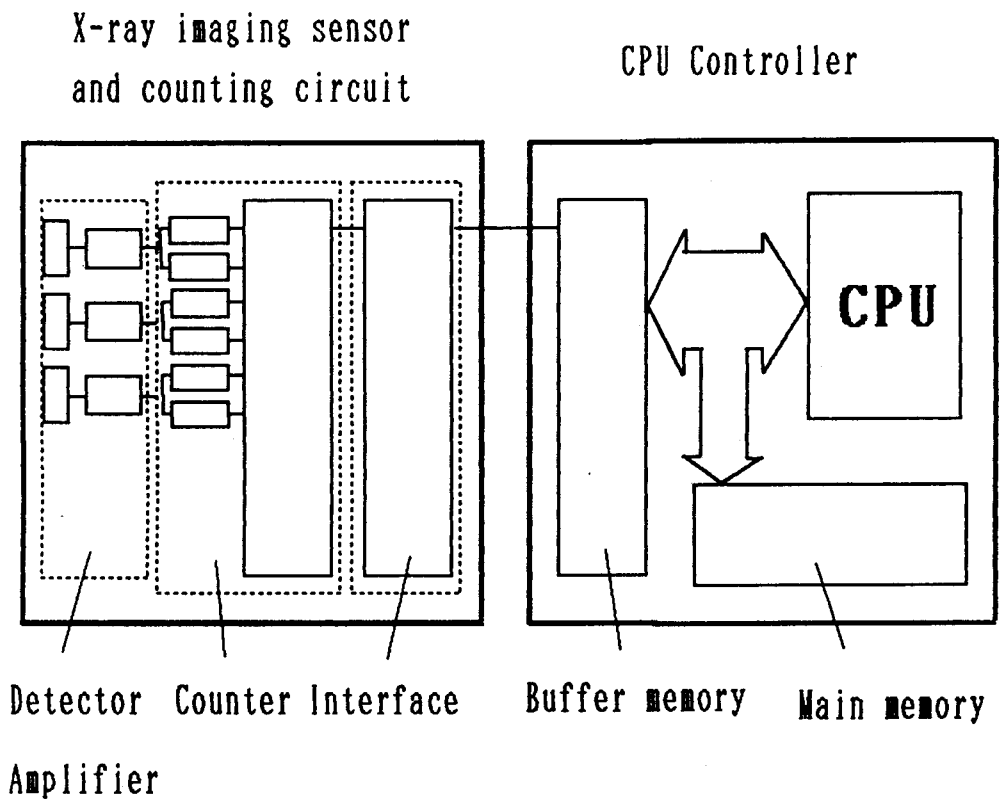 X-ray imaging sensor
and counting circuit
CPU Controller
CPU
Detector
Amplifier
Counter
Interface
Buffer memory
Main memory